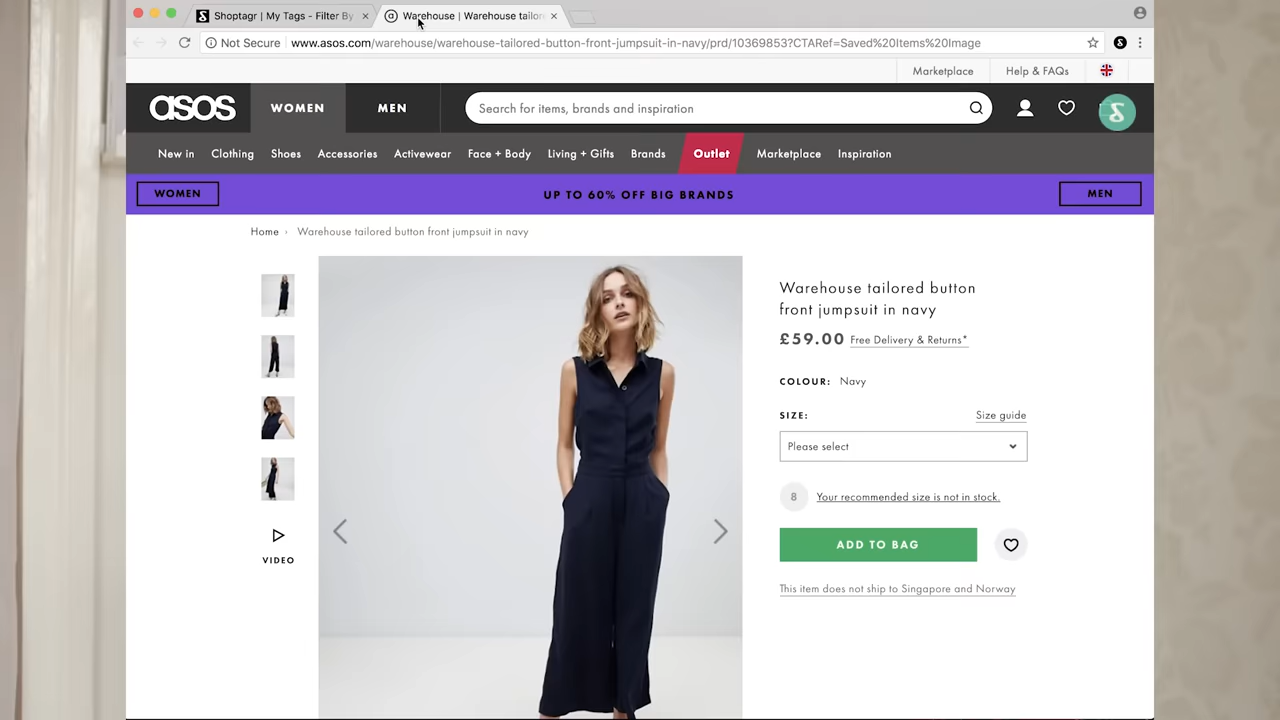 Shoptagr | My Tags - Filter By
Warehouse | Warehouse tailor
Not Secure
www.asos.com/warehouse/warehouse-tailored-button-front-jumpsuit-in-navy/prd/10369853?CTARef=Saved%20Items%20Image
Marketplace
Help & FAQs
asos
WOMEN
MEN
Search for items, brands and inspiration
New in
Clothing
Shoes
Accessories
Activewear
Face + Body
Living + Gifts
Brands
Outlet
Marketplace
Inspiration
WOMEN
UP TO 60% OFF BIG BRANDS
MEN
Home › Warehouse tailored button front jumpsuit in navy
Warehouse tailored button
front jumpsuit in navy
£59.00 Free Delivery & Returns*
COLOUR: Navy
SIZE:
Size guide
Please select
8 Your recommended size is not in stock.
VIDEO
ADD TO BAG
This item does not ship to Singapore and Norway